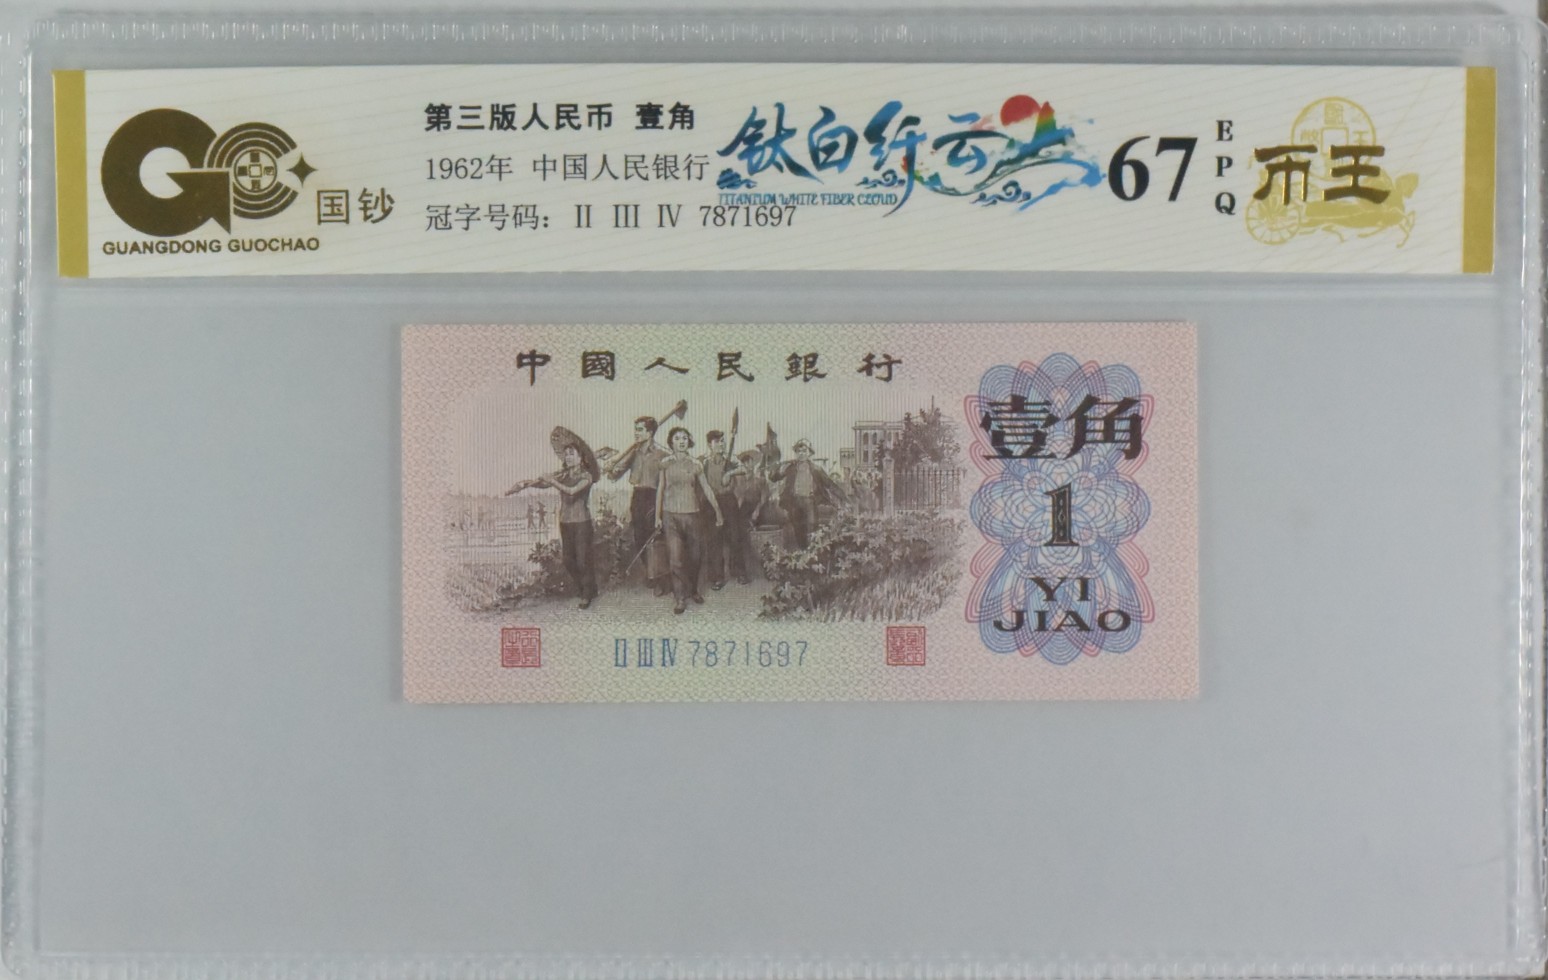 国钞
GUANGDONG GUOCHAO
第三版人民币 壹角
1962年 中国人民银行
冠字号码: II III IV 7871697
钛白纤云
TITANIUM WHITE FIBER CLOUD
67
EPQ
币王
中國人民銀行
壹角
1
YI
JIAO
II III IV 7871697